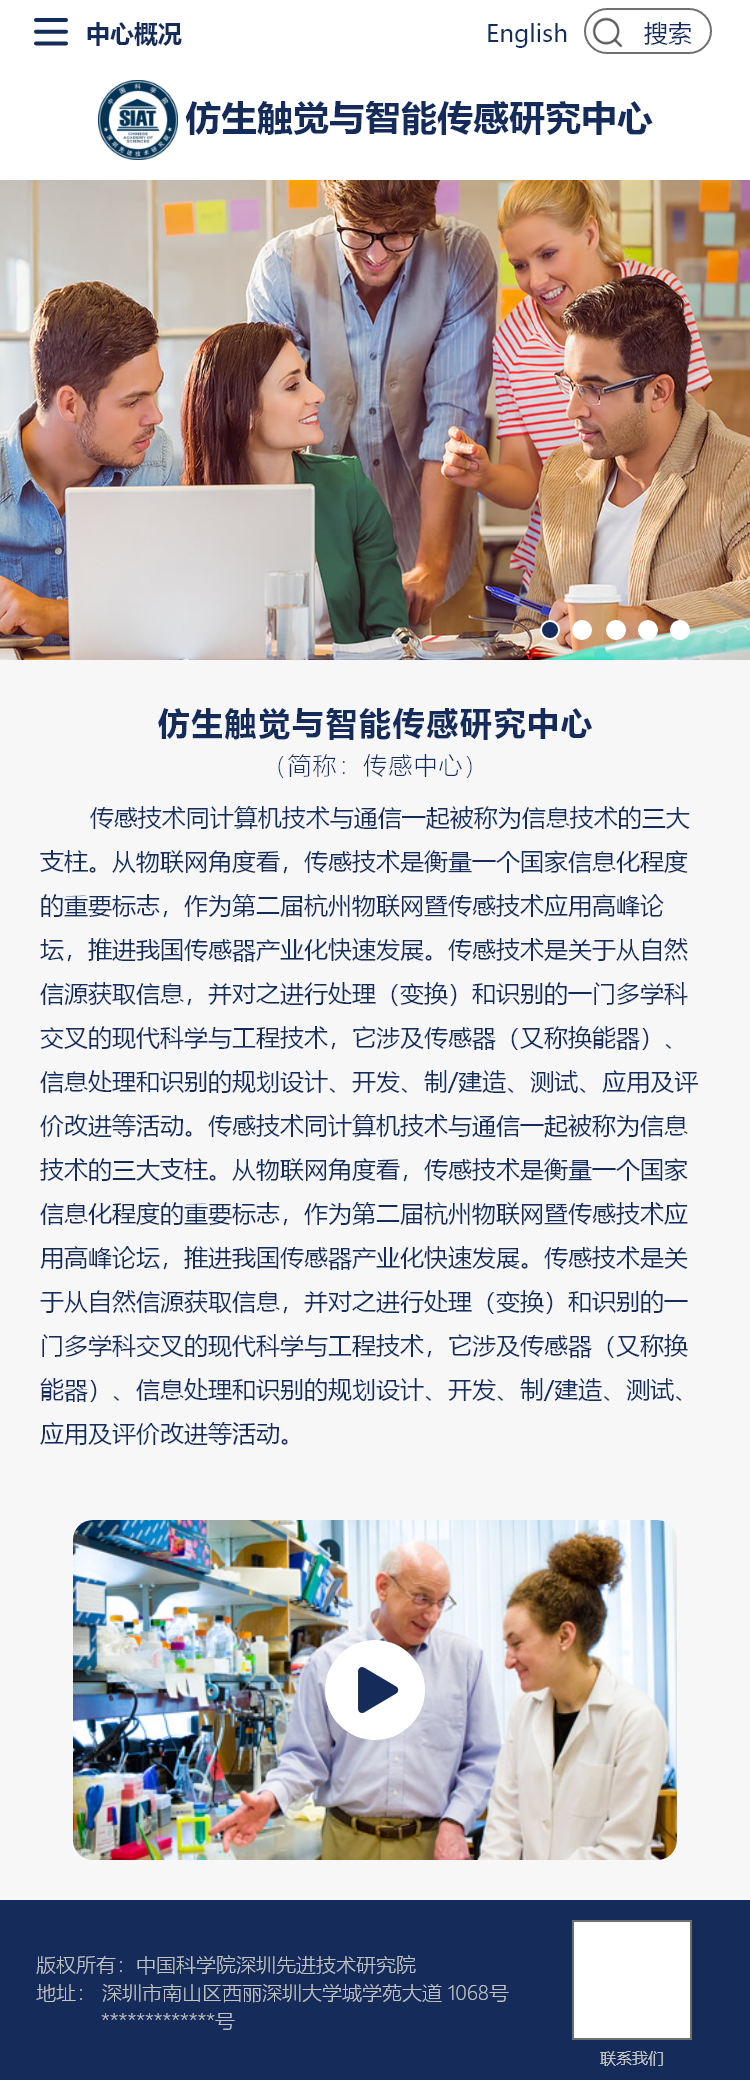 中心概况
English
搜索
中国科学院
SIAT
CHINESE
ACADEMY OF
SCIENCES
深圳先进技术研究院
仿生触觉与智能传感研究中心
仿生触觉与智能传感研究中心
（简称：传感中心）
传感技术同计算机技术与通信一起被称为信息技术的三大
支柱。从物联网角度看，传感技术是衡量一个国家信息化程度
的重要标志，作为第二届杭州物联网暨传感技术应用高峰论
坛，推进我国传感器产业化快速发展。传感技术是关于从自然
信源获取信息，并对之进行处理（变换）和识别的一门多学科
交叉的现代科学与工程技术，它涉及传感器（又称换能器）、
信息处理和识别的规划设计、开发、制/建造、测试、应用及评
价改进等活动。传感技术同计算机技术与通信一起被称为信息
技术的三大支柱。从物联网角度看，传感技术是衡量一个国家
信息化程度的重要标志，作为第二届杭州物联网暨传感技术应
用高峰论坛，推进我国传感器产业化快速发展。传感技术是关
于从自然信源获取信息，并对之进行处理（变换）和识别的一
门多学科交叉的现代科学与工程技术，它涉及传感器（又称换
能器）、信息处理和识别的规划设计、开发、制/建造、测试、
应用及评价改进等活动。
版权所有：中国科学院深圳先进技术研究院
地址： 深圳市南山区西丽深圳大学城学苑大道 1068号
*************号
联系我们